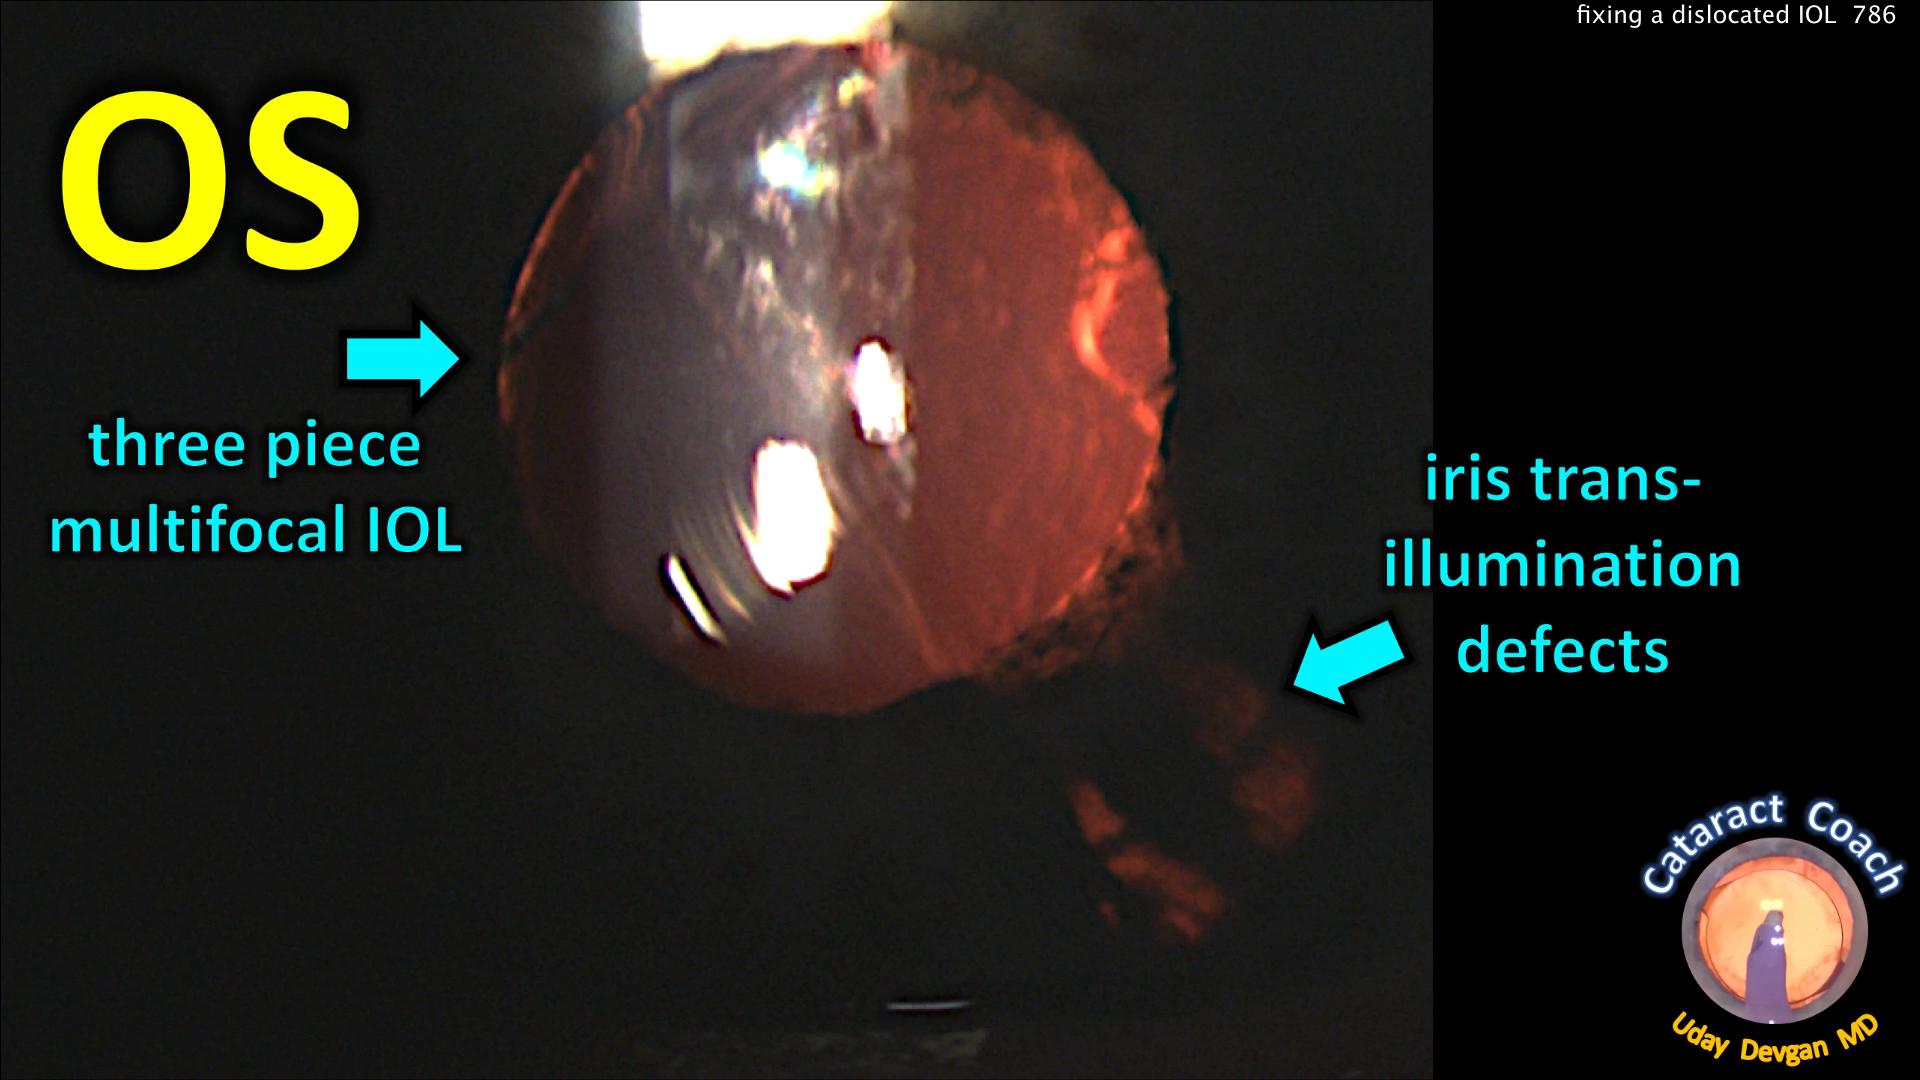 fixing a dislocated IOL 786
OS
three piece
multifocal IOL
iris trans-
illumination
defects
Cataract Coach
Uday Devgan MD